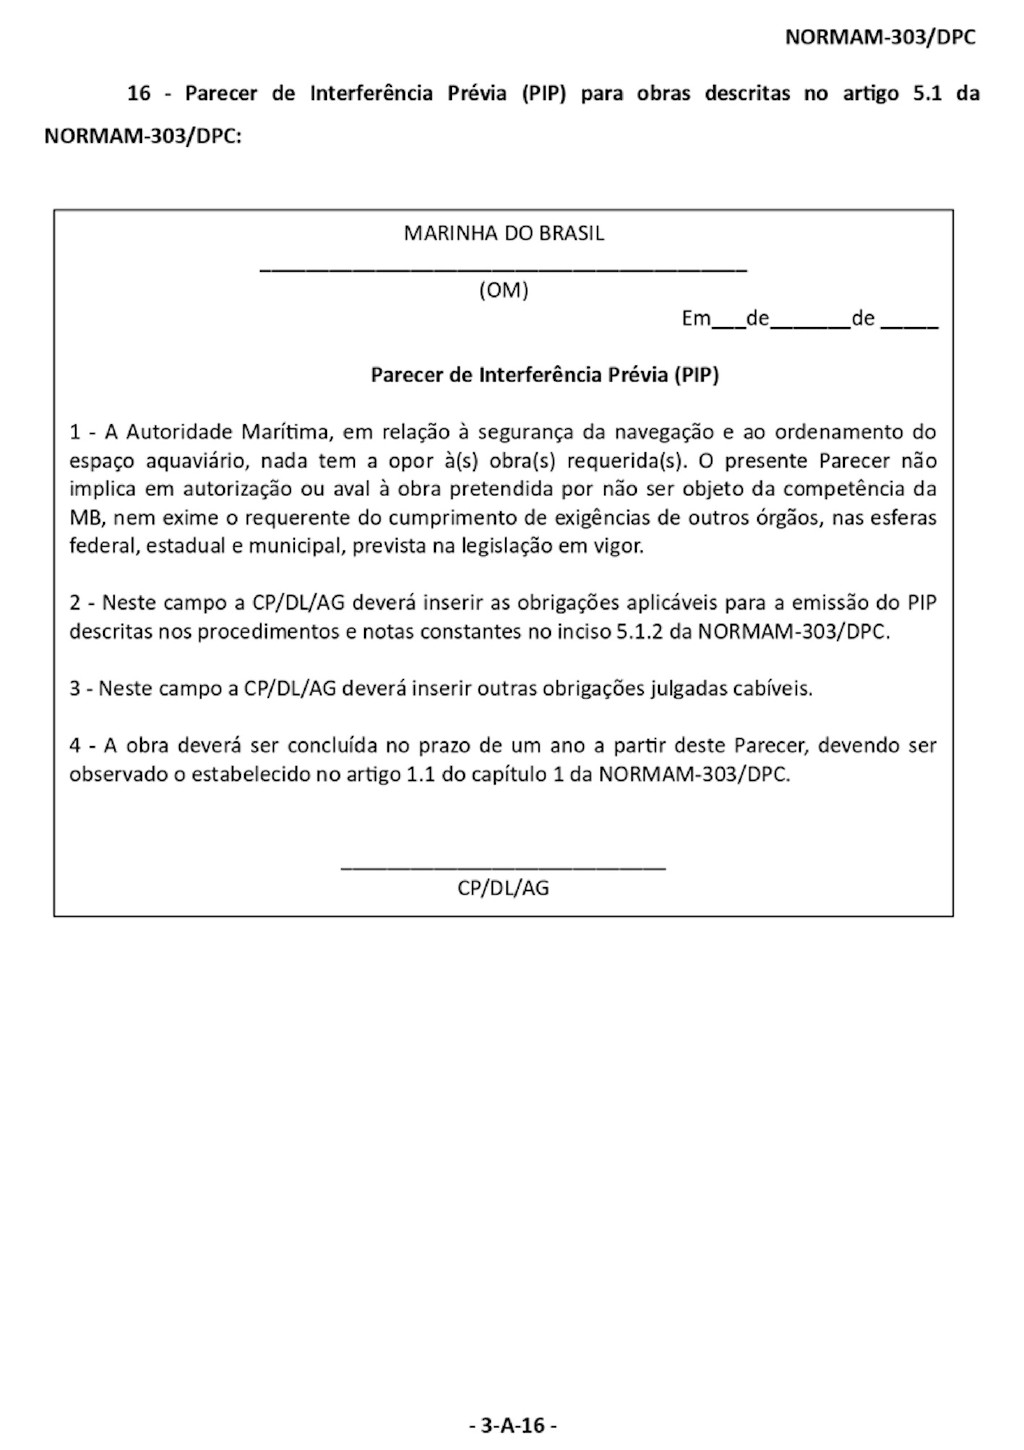 NORMAM-303/DPC
16 - Parecer de Interferência Prévia (PIP) para obras descritas no artigo 5.1 da
NORMAM-303/DPC:
MARINHA DO BRASIL
__________________________________________
(OM)
Em___de_______de _____
Parecer de Interferência Prévia (PIP)
1 - A Autoridade Marítima, em relação à segurança da navegação e ao ordenamento do
espaço aquaviário, nada tem a opor à(s) obra(s) requerida(s). O presente Parecer não
implica em autorização ou aval à obra pretendida por não ser objeto da competência da
MB, nem exime o requerente do cumprimento de exigências de outros órgãos, nas esferas
federal, estadual e municipal, prevista na legislação em vigor.
2 - Neste campo a CP/DL/AG deverá inserir as obrigações aplicáveis para a emissão do PIP
descritas nos procedimentos e notas constantes no inciso 5.1.2 da NORMAM-303/DPC.
3 - Neste campo a CP/DL/AG deverá inserir outras obrigações julgadas cabíveis.
4 - A obra deverá ser concluída no prazo de um ano a partir deste Parecer, devendo ser
observado o estabelecido no artigo 1.1 do capítulo 1 da NORMAM-303/DPC.
____________________________
CP/DL/AG
- 3-A-16 -